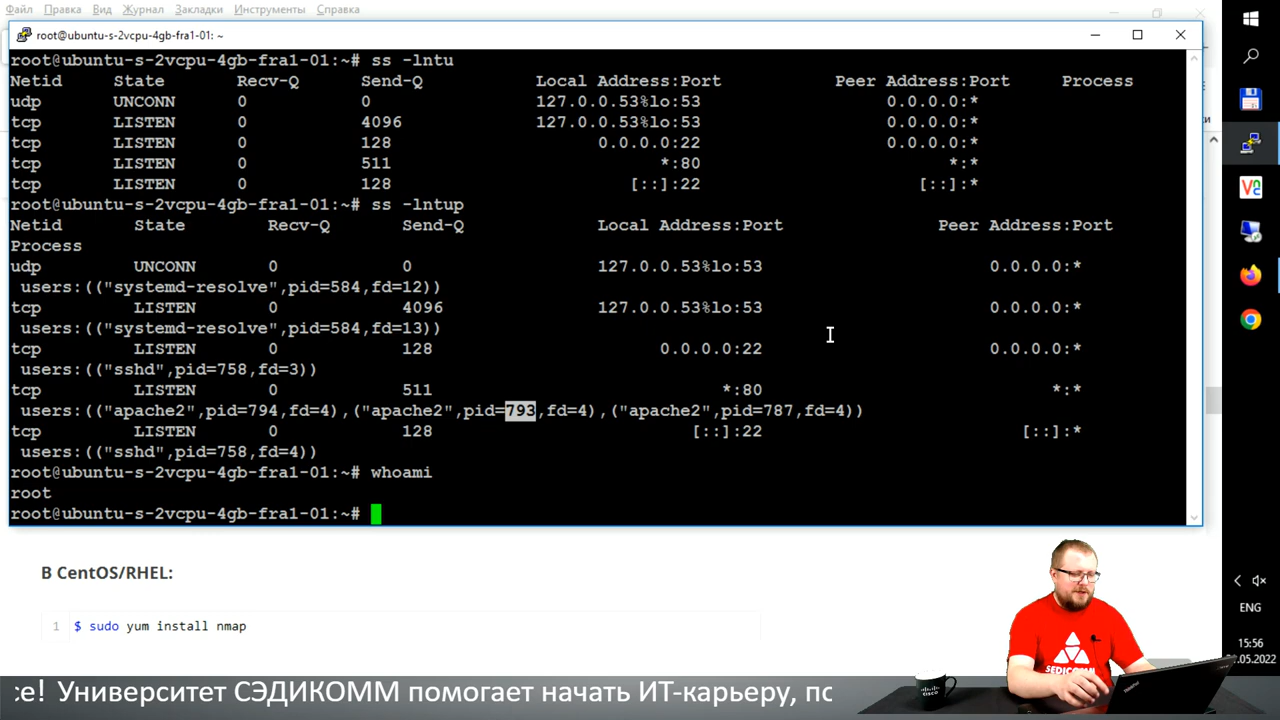 Файл Правка Вид Журнал Закладки Инструменты Справка
root@ubuntu-s-2vcpu-4gb-fra1-01: ~
root@ubuntu-s-2vcpu-4gb-fra1-01:~# ss -lntu
Netid State Recv-Q Send-Q Local Address:Port Peer Address:Port Process
udp UNCONN 0 0 127.0.0.53%lo:53 0.0.0.0:*
tcp LISTEN 0 4096 127.0.0.53%lo:53 0.0.0.0:*
tcp LISTEN 0 128 0.0.0.0:22 0.0.0.0:*
tcp LISTEN 0 511 *:80 *:*
tcp LISTEN 0 128 [::]:22 [::]:*
root@ubuntu-s-2vcpu-4gb-fra1-01:~# ss -lntup
Netid State Recv-Q Send-Q Local Address:Port Peer Address:Port
Process
udp UNCONN 0 0 127.0.0.53%lo:53 0.0.0.0:*
users:(("systemd-resolve",pid=584,fd=12))
tcp LISTEN 0 4096 127.0.0.53%lo:53 0.0.0.0:*
users:(("systemd-resolve",pid=584,fd=13))
tcp LISTEN 0 128 0.0.0.0:22 0.0.0.0:*
users:(("sshd",pid=758,fd=3))
tcp LISTEN 0 511 *:80 *:*
users:(("apache2",pid=794,fd=4),("apache2",pid=793,fd=4),("apache2",pid=787,fd=4))
tcp LISTEN 0 128 [::]:22 [::]:*
users:(("sshd",pid=758,fd=4))
root@ubuntu-s-2vcpu-4gb-fra1-01:~# whoami
root
root@ubuntu-s-2vcpu-4gb-fra1-01:~#
В CentOS/RHEL:
1 $ sudo yum install nmap
ENG
15:56
.05.2022
SEDICOMM
CISCO
ThinkPad
се! Университет СЭДИКОММ помогает начать ИТ-карьеру, пс